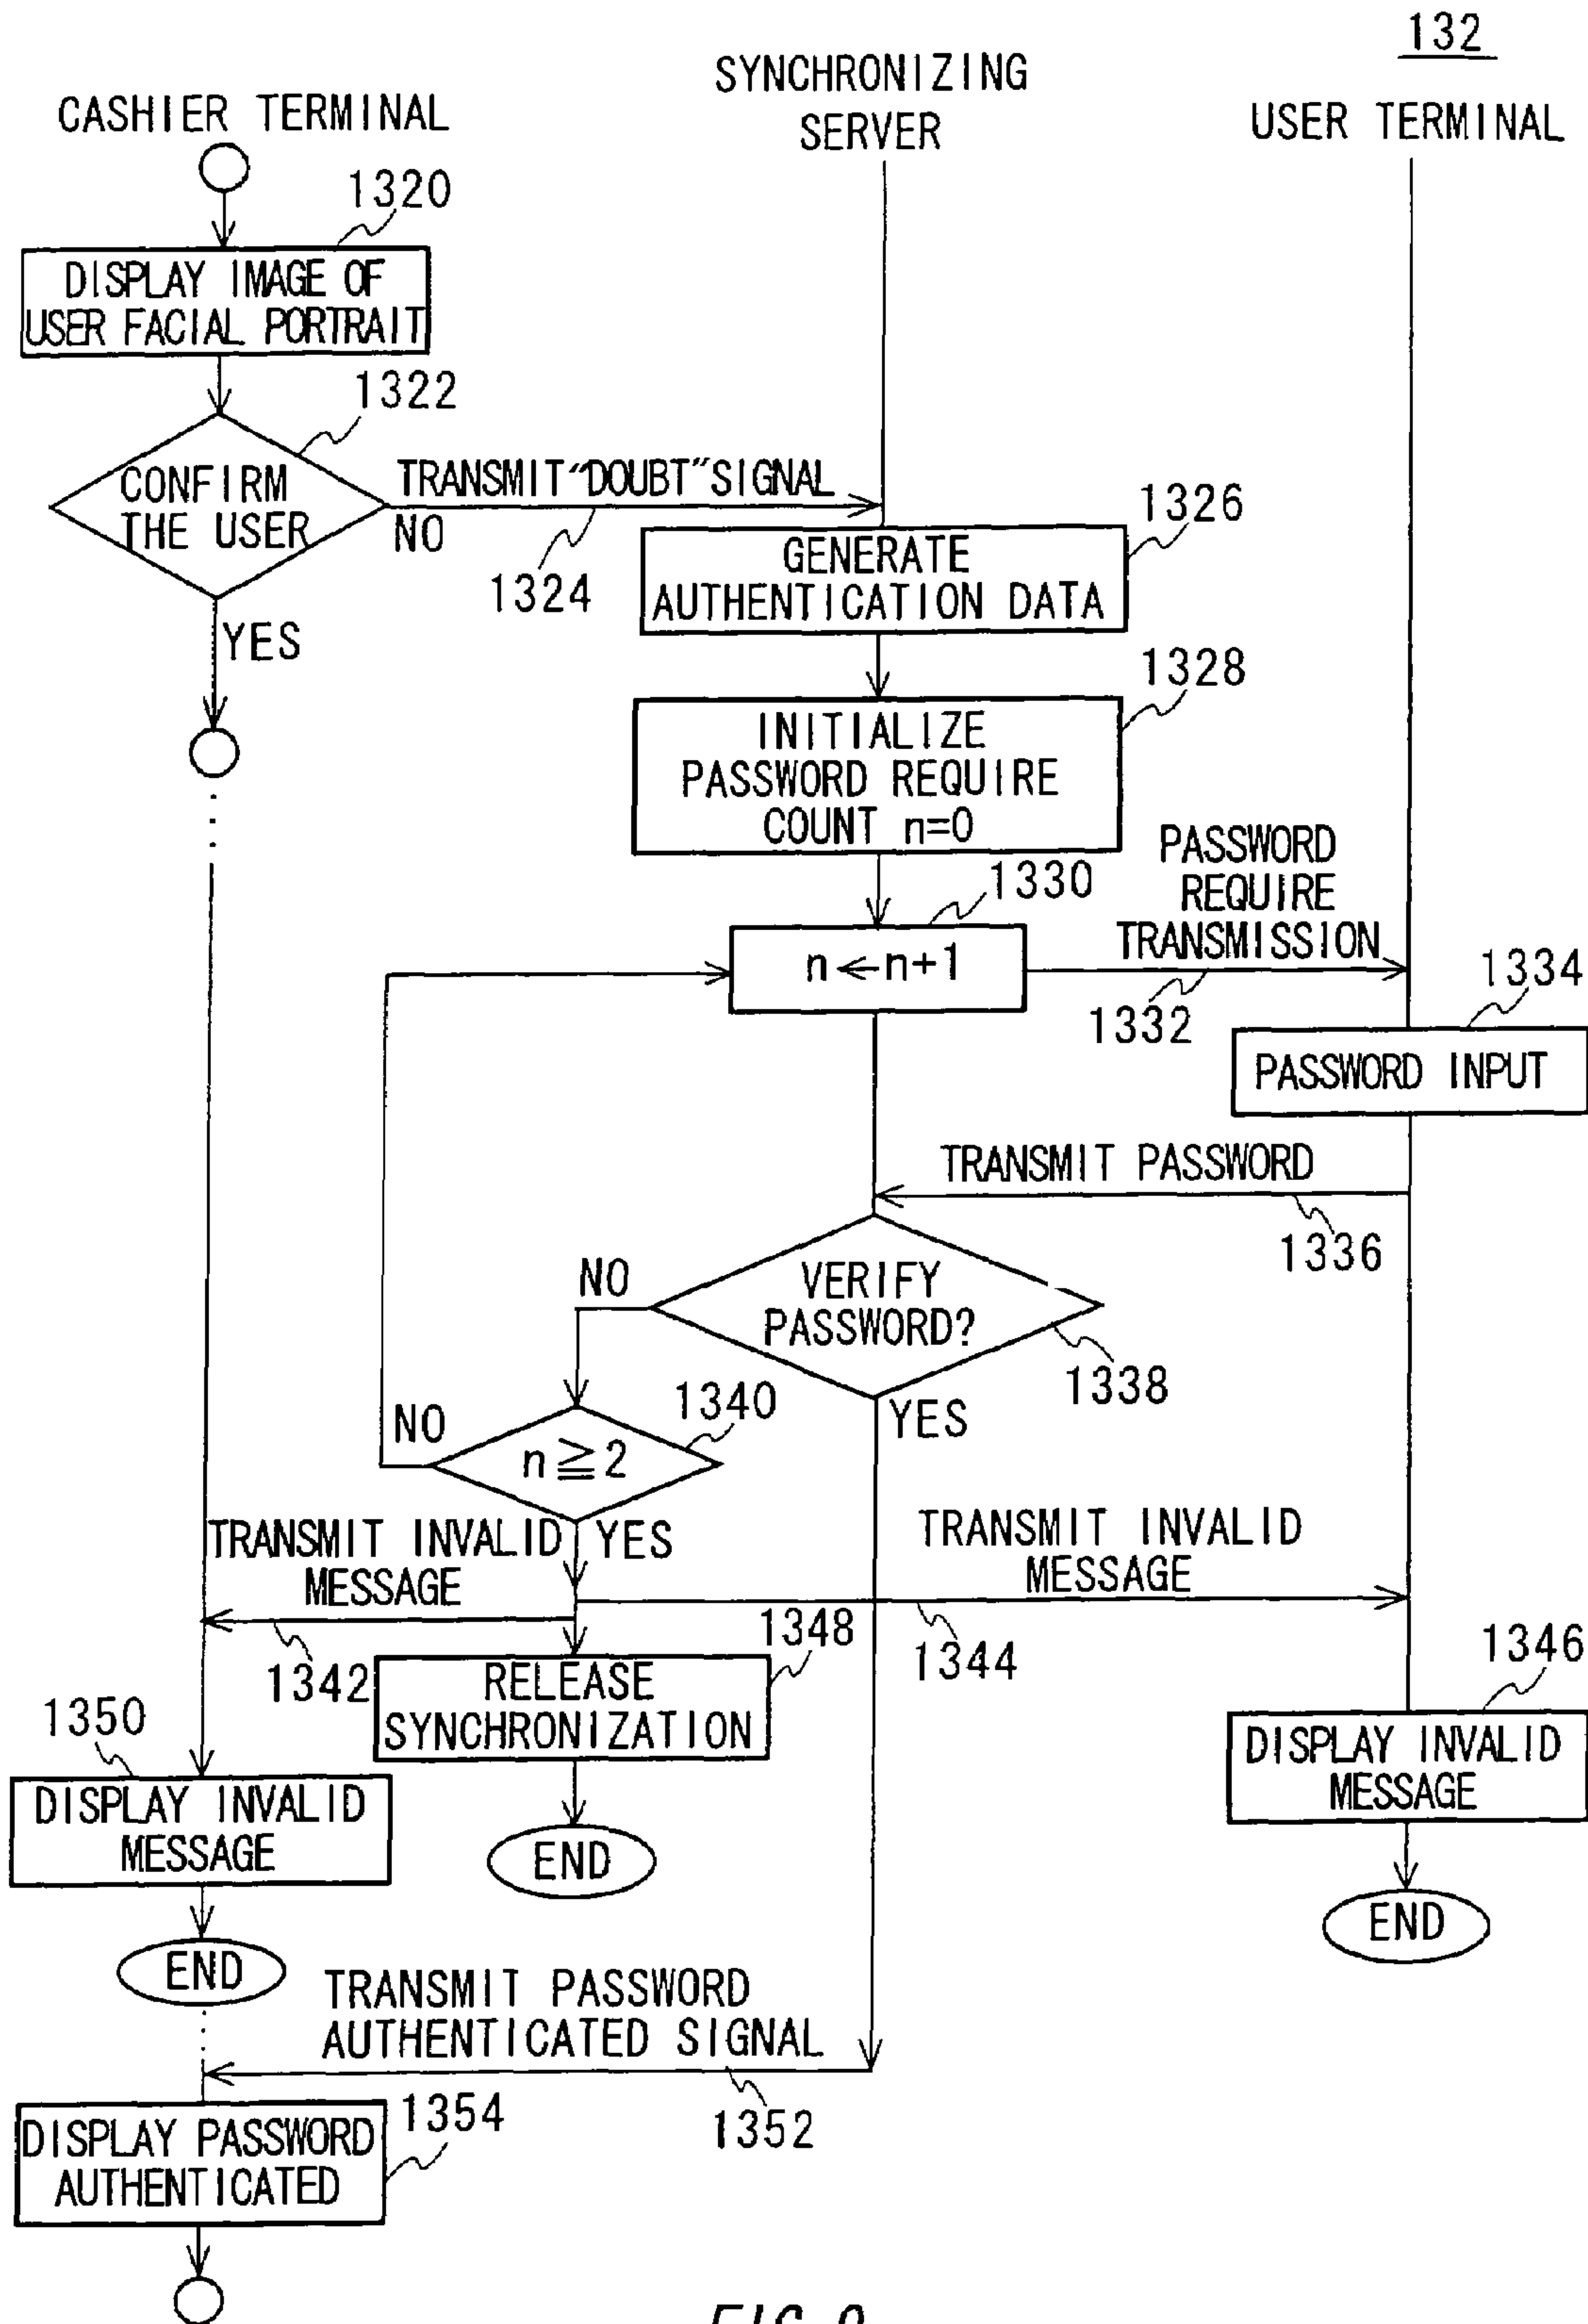 132
SYNCHRONIZING
SERVER
CASHIER TERMINAL
USER TERMINAL
1320
DISPLAY IMAGE OF
USER FACIAL PORTRAIT
1322
CONFIRM
THE USER
TRANSMIT "DOUBT" SIGNAL
NO
1324
YES
1326
GENERATE
AUTHENTICATION DATA
1328
INITIALIZE
PASSWORD REQUIRE
COUNT n=0
1330
n←n+1
PASSWORD
REQUIRE
TRANSMISSION
1332
1334
PASSWORD INPUT
TRANSMIT PASSWORD
1336
VERIFY
PASSWORD?
1338
NO
YES
1340
n≧2
NO
YES
TRANSMIT INVALID
MESSAGE
1342
TRANSMIT INVALID
MESSAGE
1344
1348
RELEASE
SYNCHRONIZATION
END
1346
DISPLAY INVALID
MESSAGE
END
1350
DISPLAY INVALID
MESSAGE
END
TRANSMIT PASSWORD
AUTHENTICATED SIGNAL
1352
1354
DISPLAY PASSWORD
AUTHENTICATED